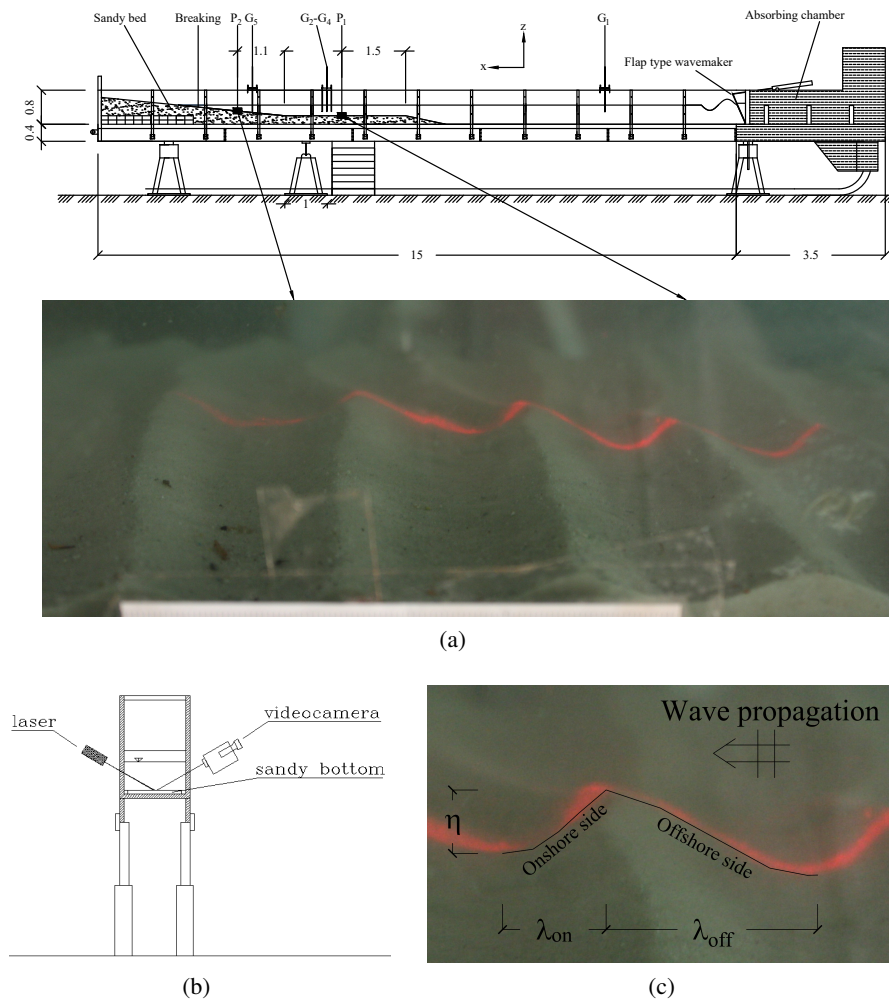 Sandy bed Breaking P2 G5 G2-G4 P1 G1 Absorbing chamber
Flap type wavemaker
z
x
1.1 1.5
0.8
0.4
1
15 3.5
(a)
laser
videocamera
sandy bottom
(b)
Wave propagation
η
Onshore side
Offshore side
λon λoff
(c)